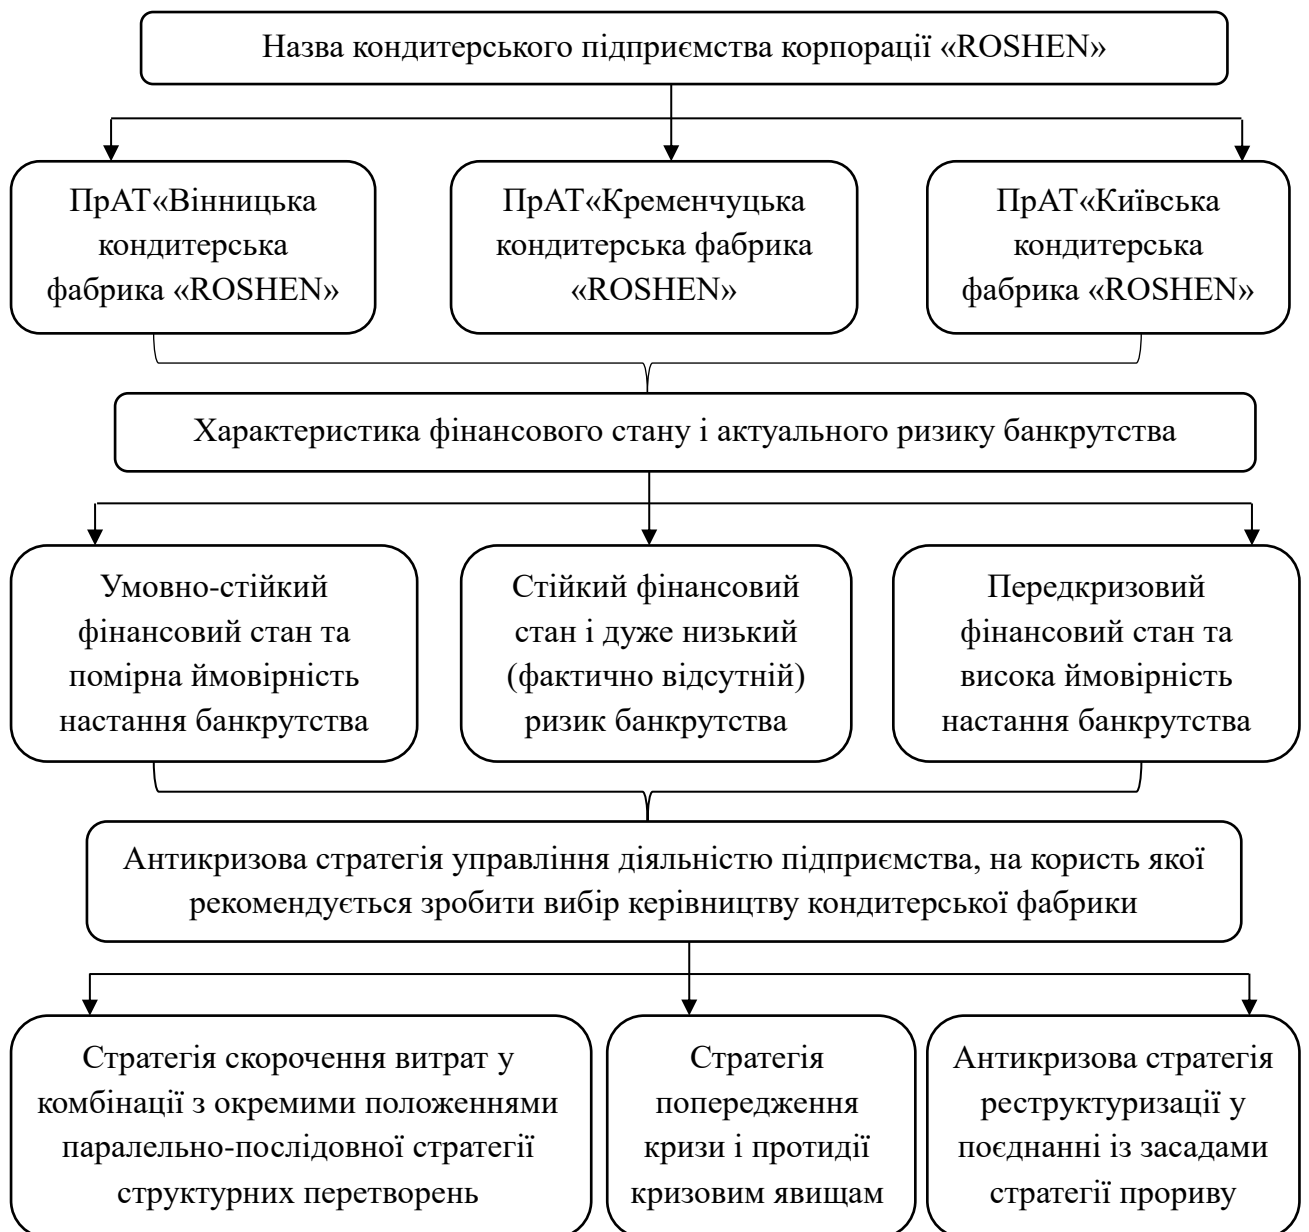 Назва кондитерського підприємства корпорації «ROSHEN»
ПрАТ«Вінницька
кондитерська
фабрика «ROSHEN»
ПрАТ«Кременчуцька
кондитерська фабрика
«ROSHEN»
ПрАТ«Київська
кондитерська
фабрика «ROSHEN»
Характеристика фінансового стану і актуального ризику банкрутства
Умовно-стійкий
фінансовий стан та
помірна ймовірність
настання банкрутства
Стійкий фінансовий
стан і дуже низький
(фактично відсутній)
ризик банкрутства
Передкризовий
фінансовий стан та
висока ймовірність
настання банкрутства
Антикризова стратегія управління діяльністю підприємства, на користь якої
рекомендується зробити вибір керівництву кондитерської фабрики
Стратегія скорочення витрат у
комбінації з окремими положеннями
паралельно-послідовної стратегії
структурних перетворень
Стратегія
попередження
кризи і протидії
кризовим явищам
Антикризова стратегія
реструктуризації у
поєднанні із засадами
стратегії прориву